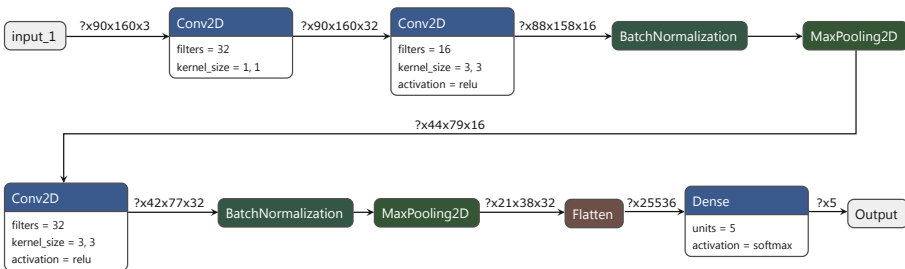 input_1
?x90x160x3
Conv2D
filters = 32
kernel_size = 1, 1
?x90x160x32
Conv2D
filters = 16
kernel_size = 3, 3
activation = relu
?x88x158x16
BatchNormalization
MaxPooling2D
?x44x79x16
Conv2D
filters = 32
kernel_size = 3, 3
activation = relu
?x42x77x32
BatchNormalization
MaxPooling2D
?x21x38x32
Flatten
?x25536
Dense
units = 5
activation = softmax
?x5
Output